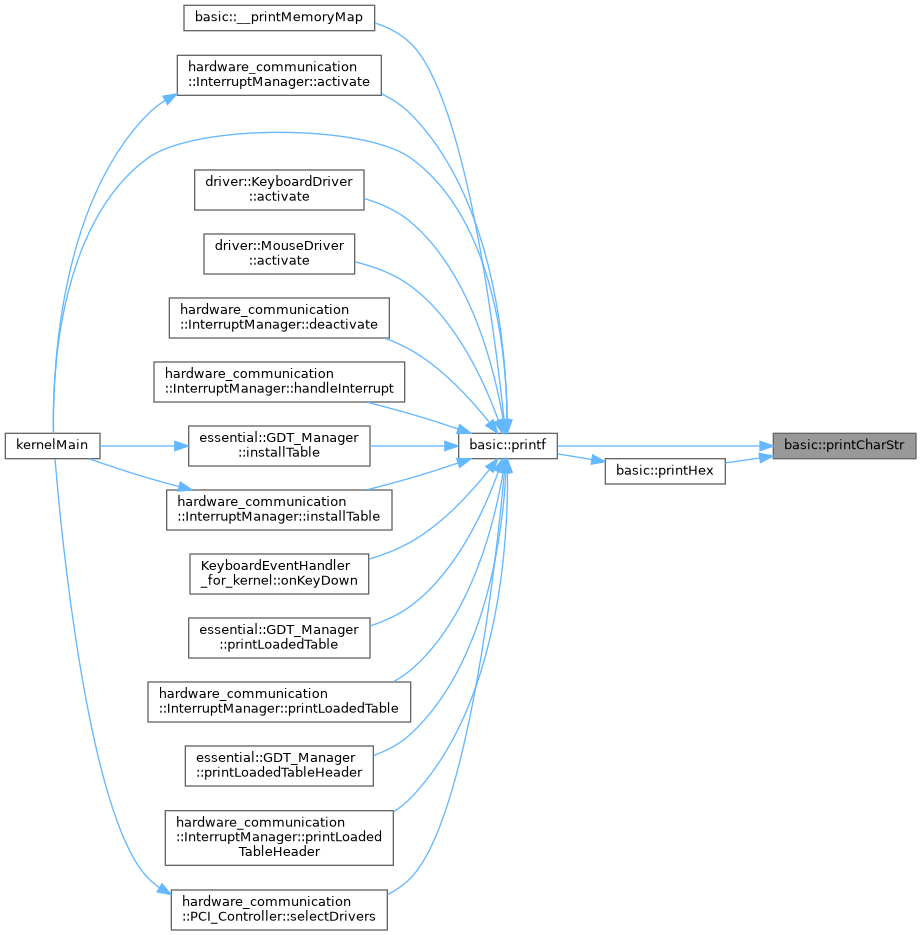 basic::__printMemoryMap
hardware_communication
::InterruptManager::activate
driver::KeyboardDriver
::activate
driver::MouseDriver
::activate
hardware_communication
::InterruptManager::deactivate
hardware_communication
::InterruptManager::handleInterrupt
kernelMain
essential::GDT_Manager
::installTable
basic::printf
basic::printCharStr
basic::printHex
hardware_communication
::InterruptManager::installTable
KeyboardEventHandler
_for_kernel::onKeyDown
essential::GDT_Manager
::printLoadedTable
hardware_communication
::InterruptManager::printLoadedTable
essential::GDT_Manager
::printLoadedTableHeader
hardware_communication
::InterruptManager::printLoaded
TableHeader
hardware_communication
::PCI_Controller::selectDrivers